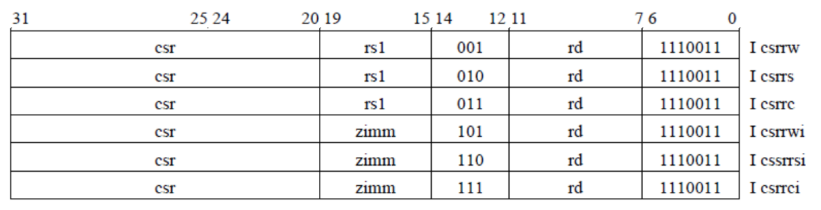 31 25 24 20 19 15 14 12 11 7 6 0
csr rs1 001 rd 1110011 I csrrw
csr rs1 010 rd 1110011 I csrrs
csr rs1 011 rd 1110011 I csrrc
csr zimm 101 rd 1110011 I csrrwi
csr zimm 110 rd 1110011 I cssrrsi
csr zimm 111 rd 1110011 I csrrci